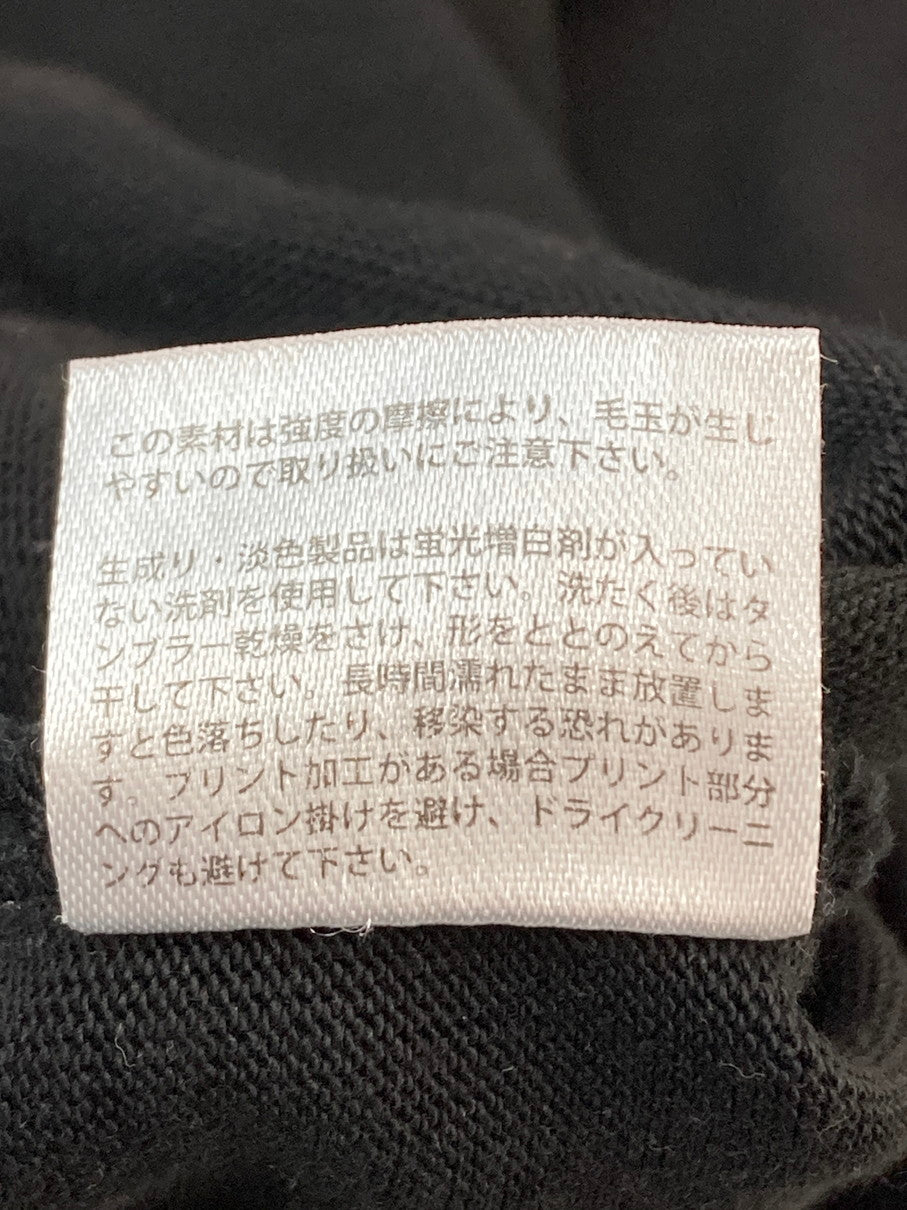 この素材は強度の摩擦により、毛玉が生じ
やすいので取り扱いにご注意下さい。
生成り・淡色製品は蛍光増白剤が入ってい
ない洗剤を使用して下さい。洗たく後はタ
ンブラー乾燥をさけ、形をととのえてから
干して下さい。長時間濡れたまま放置しま
すと色落ちしたり、移染する恐れがありま
す。プリント加工がある場合プリント部分
へのアイロン掛けを避け、ドライクリーニ
ングも避けて下さい。